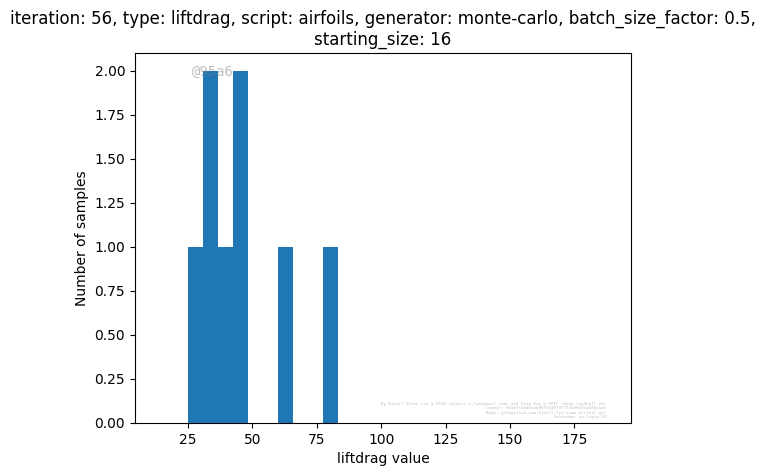 iteration: 56, type: liftdrag, script: airfoils, generator: monte-carlo, batch_size_factor: 0.5,
starting_size: 16
@95a6
2.00
1.75
1.50
1.25
1.00
0.75
0.50
0.25
0.00
Number of samples
25 50 75 100 125 150 175
liftdrag value